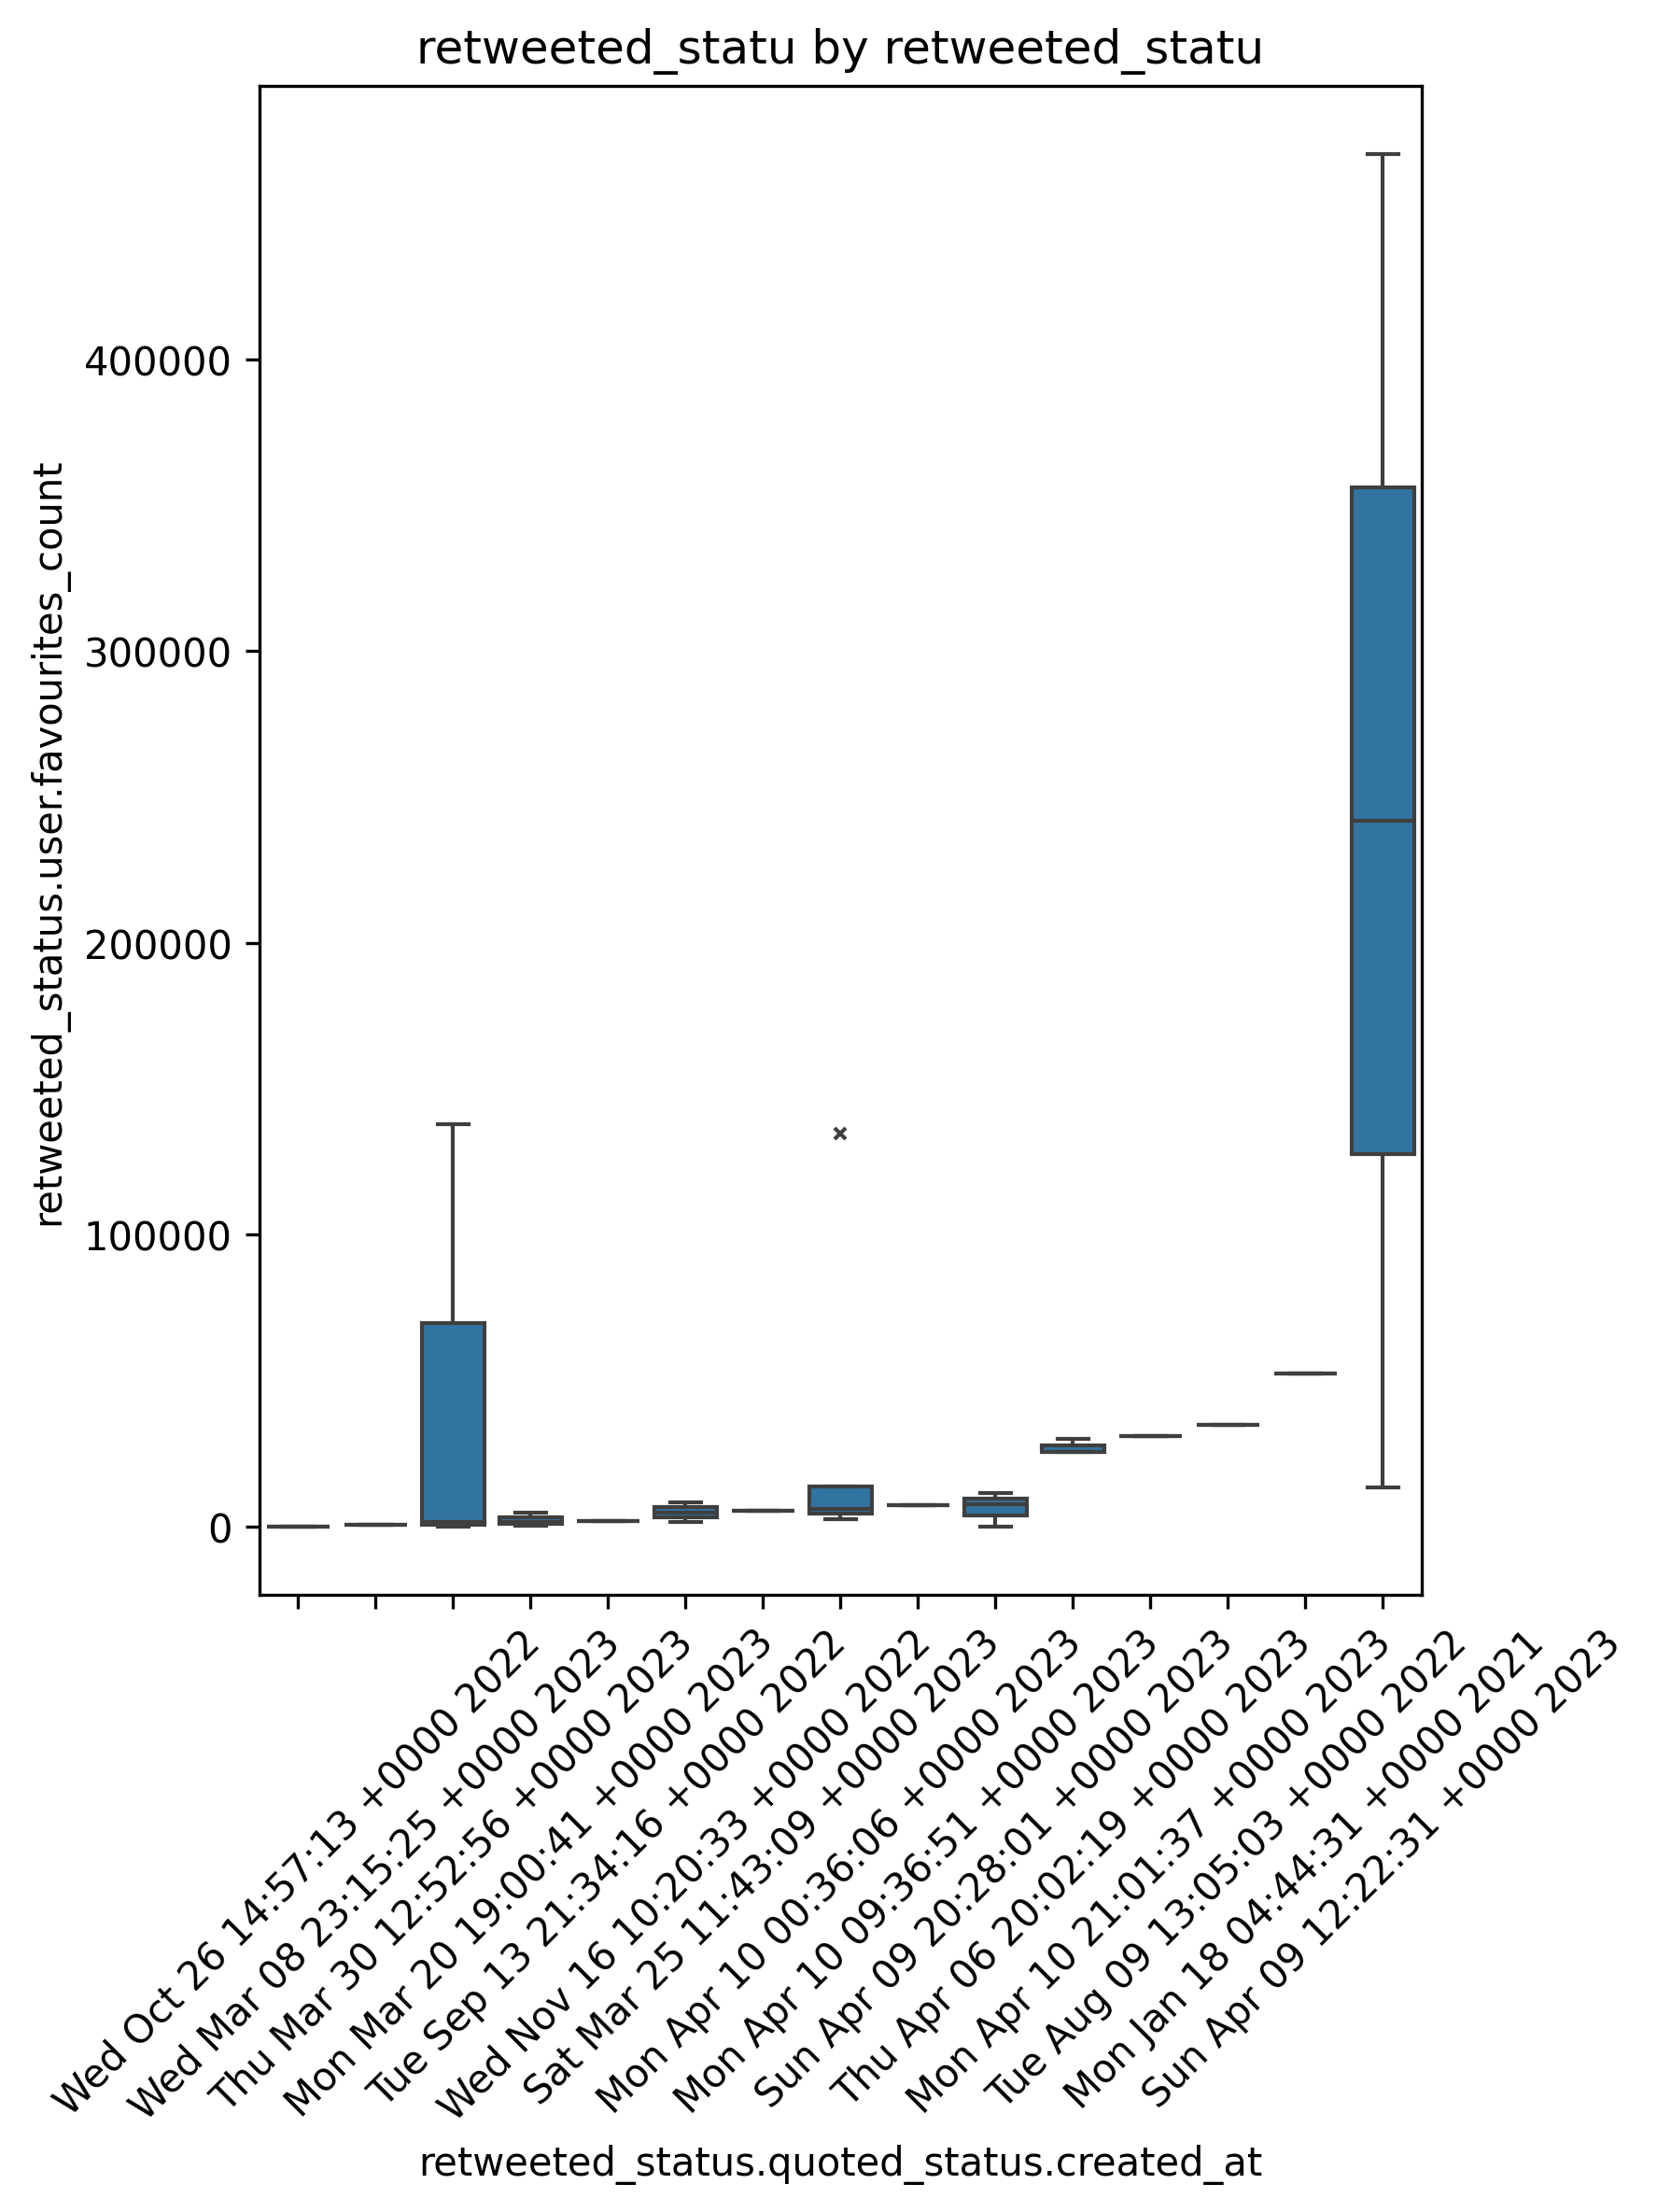 retweeted_statu by retweeted_statu
retweeted_status.user.favourites_count
400000
300000
200000
100000
0
Wed Oct 26 14:57:13 +0000 2022
Wed Mar 08 23:15:25 +0000 2023
Thu Mar 30 12:52:56 +0000 2023
Mon Mar 20 19:00:41 +0000 2023
Tue Sep 13 21:34:16 +0000 2022
Wed Nov 16 10:20:33 +0000 2022
Sat Mar 25 11:43:09 +0000 2023
Mon Apr 10 00:36:06 +0000 2023
Mon Apr 10 09:36:51 +0000 2023
Sun Apr 09 20:28:01 +0000 2023
Thu Apr 06 20:02:19 +0000 2023
Mon Apr 10 21:01:37 +0000 2023
Tue Aug 09 13:05:03 +0000 2022
Mon Jan 18 04:44:31 +0000 2021
Sun Apr 09 12:22:31 +0000 2023
retweeted_status.quoted_status.created_at